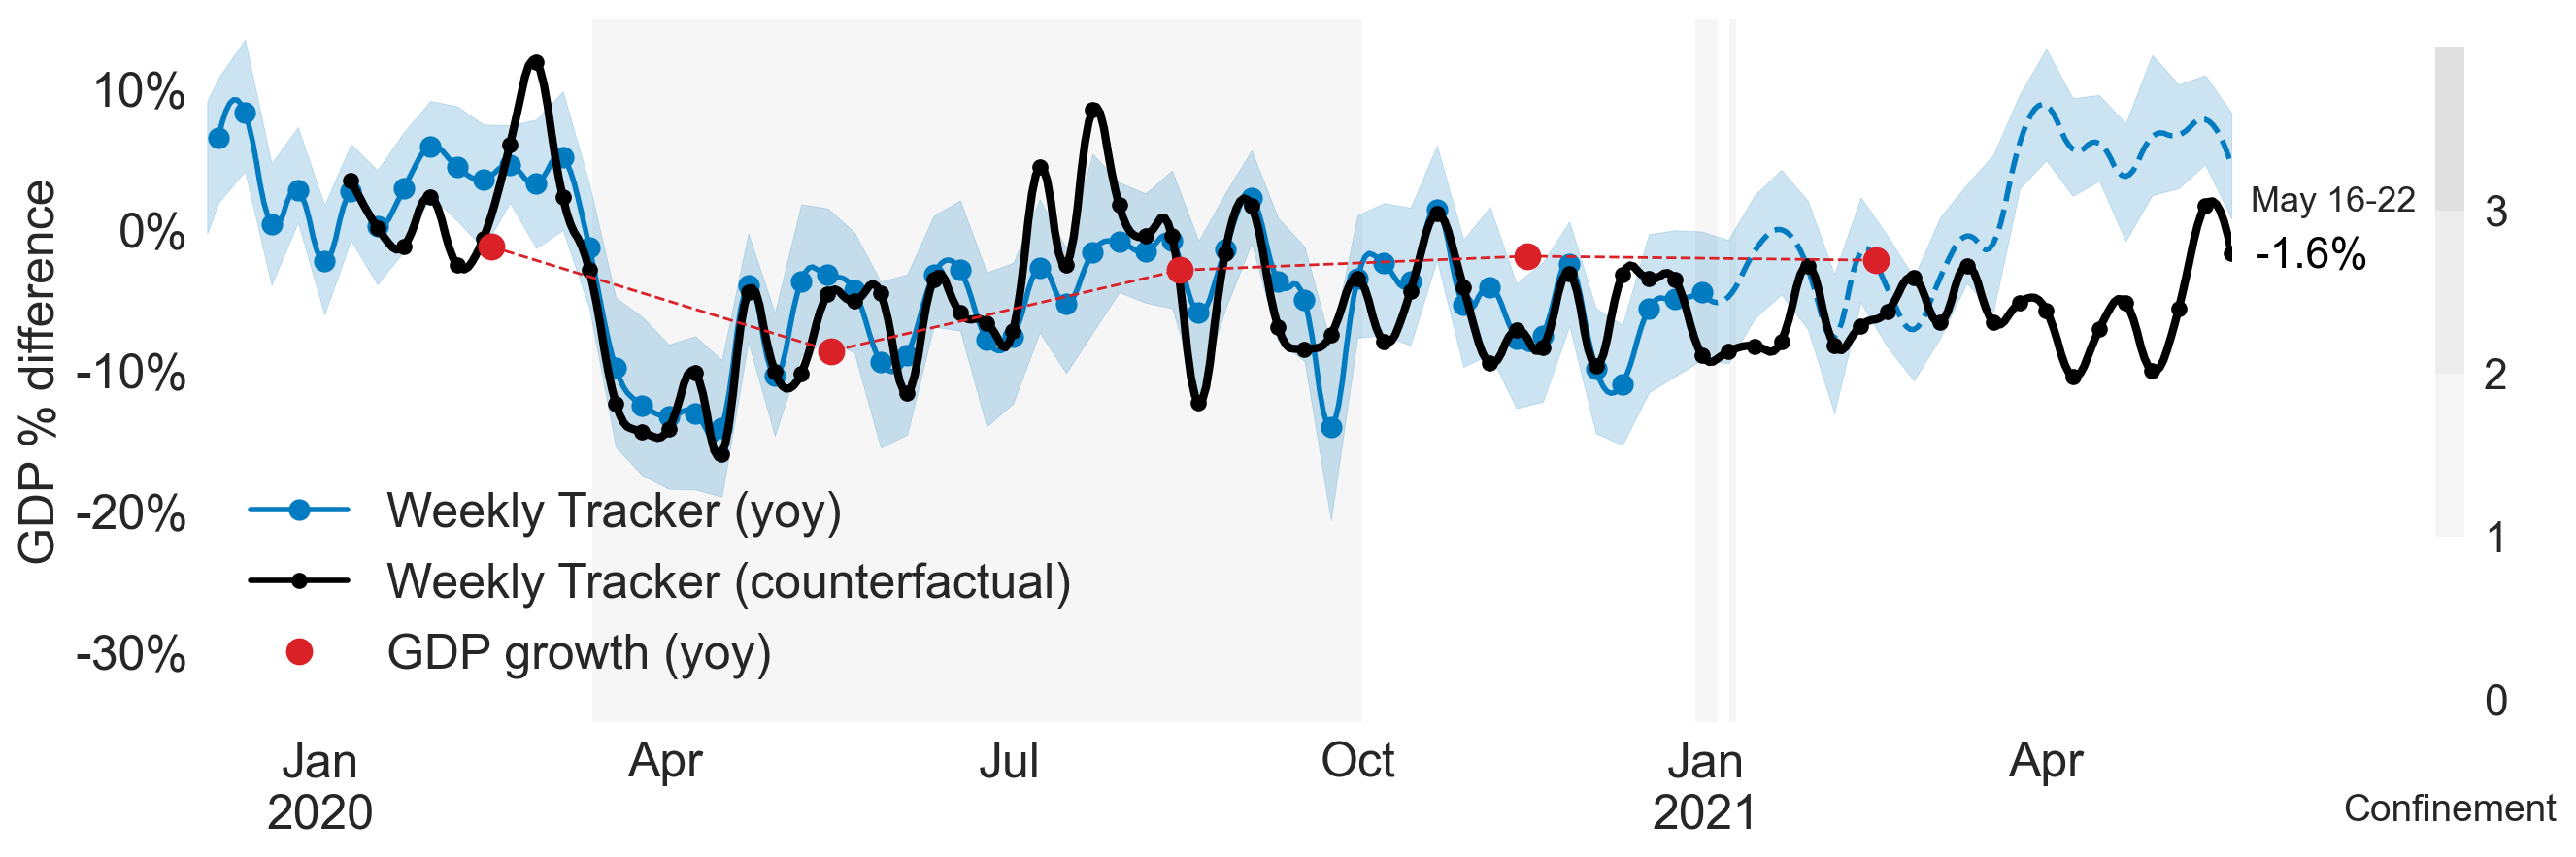 GDP % difference
10%
0%
-10%
-20%
-30%
Weekly Tracker (yoy)
Weekly Tracker (counterfactual)
GDP growth (yoy)
May 16-22
-1.6%
3
2
1
0
Jan
2020
Apr
Jul
Oct
Jan
2021
Apr
Confinement